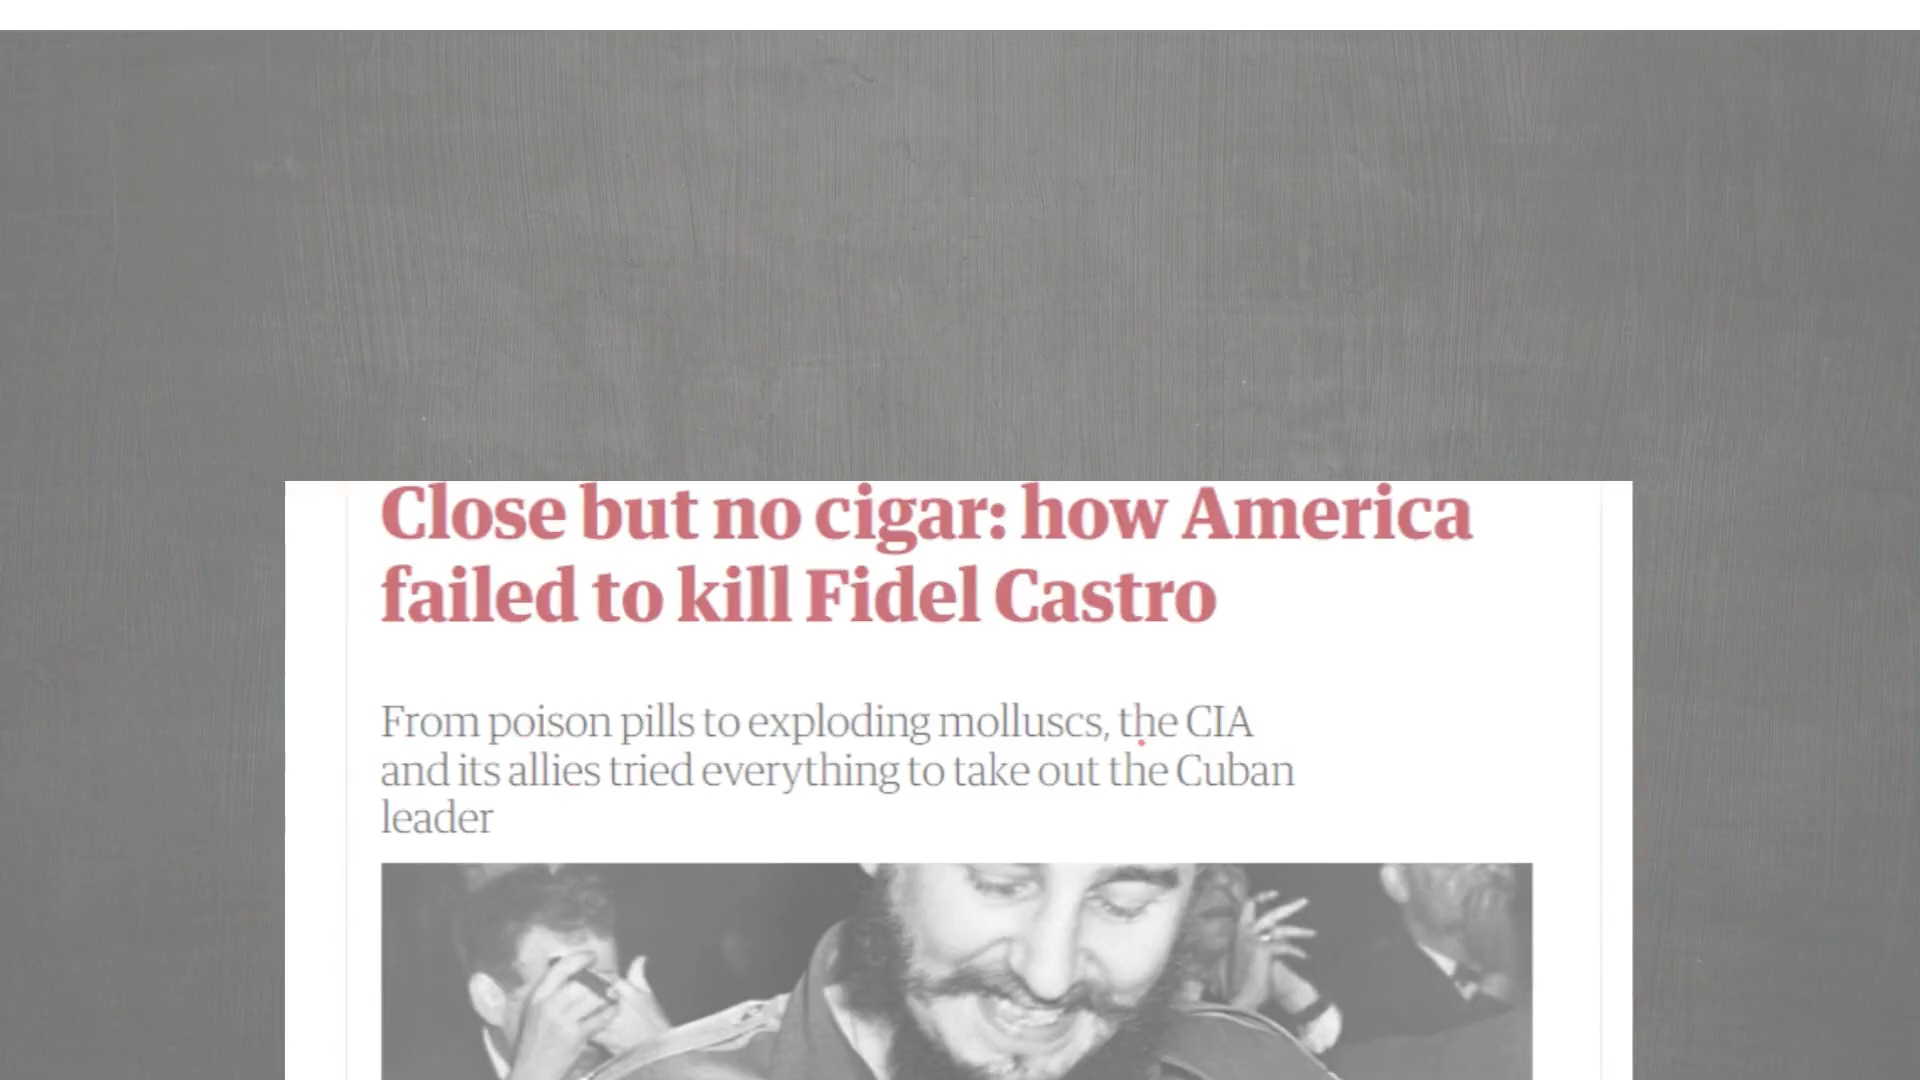 Close but no cigar: how America
failed to kill Fidel Castro
From poison pills to exploding molluscs, the CIA
and its allies tried everything to take out the Cuban
leader